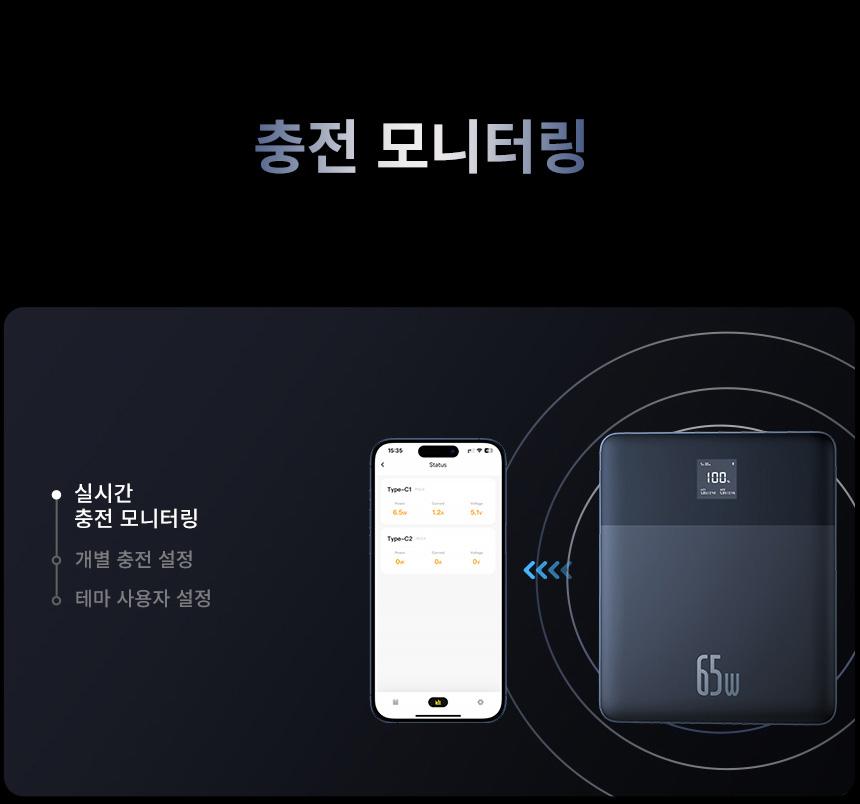 충전 모니터링
실시간
충전 모니터링
개별 충전 설정
테마 사용자 설정
15:35
Status
Type-C1
Power Current Voltage
6.5W 1.2A 5.1V
Type-C2
Power Current Voltage
0W 0A 0V
100%
65W